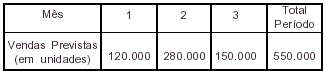 Mês 1 2 3 Total Período
Vendas Previstas (em unidades) 120.000 280.000 150.000 550.000